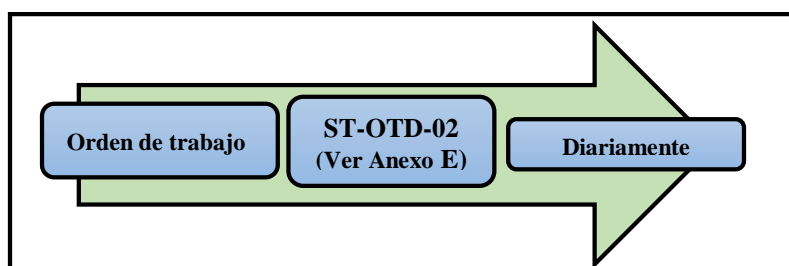 Orden de trabajo
ST-OTD-02
(Ver Anexo E)
Diariamente